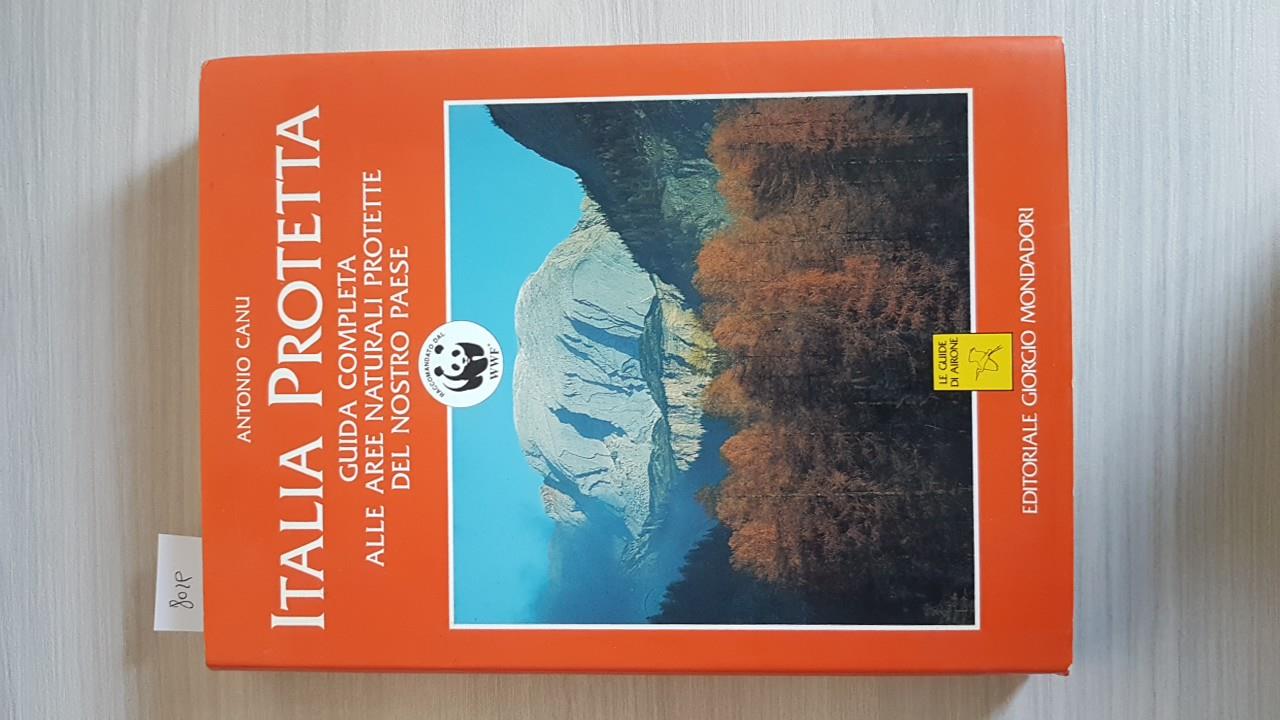 ANTONIO CANU
ITALIA PROTETTA
GUIDA COMPLETA
ALLE AREE NATURALI PROTETTE
DEL NOSTRO PAESE
RACCOMANDATO DAL
WWF
LE GUIDE
DI AIRONE
EDITORIALE GIORGIO MONDADORI